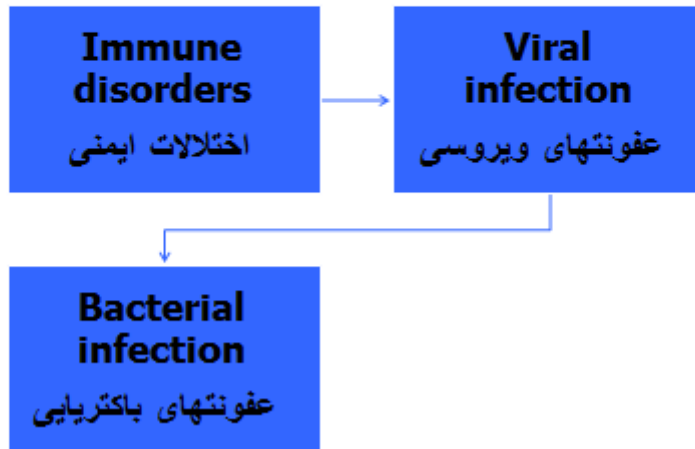 Immune
disorders
اختلالات ایمنی
Viral
infection
عفونتهای ویروسی
Bacterial
infection
عفونتهای باکتریایی